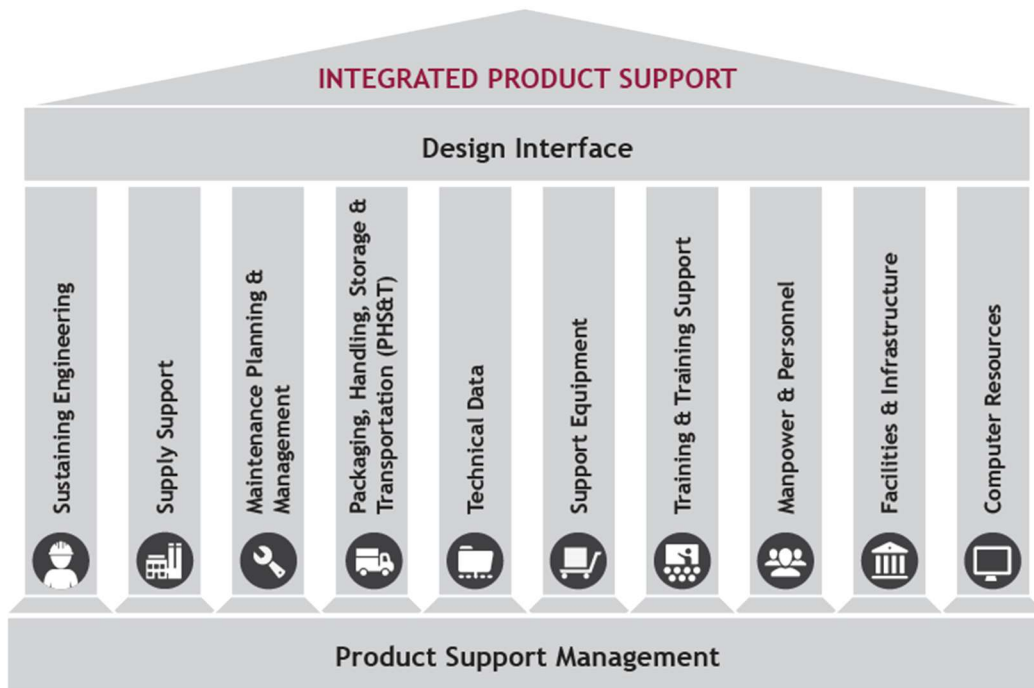 INTEGRATED PRODUCT SUPPORT
Design Interface
Sustaining Engineering
Supply Support
Maintenance Planning &
Management
Packaging, Handling, Storage &
Transportation (PHS&T)
Technical Data
Support Equipment
Training & Training Support
Manpower & Personnel
Facilities & Infrastructure
Computer Resources
Product Support Management